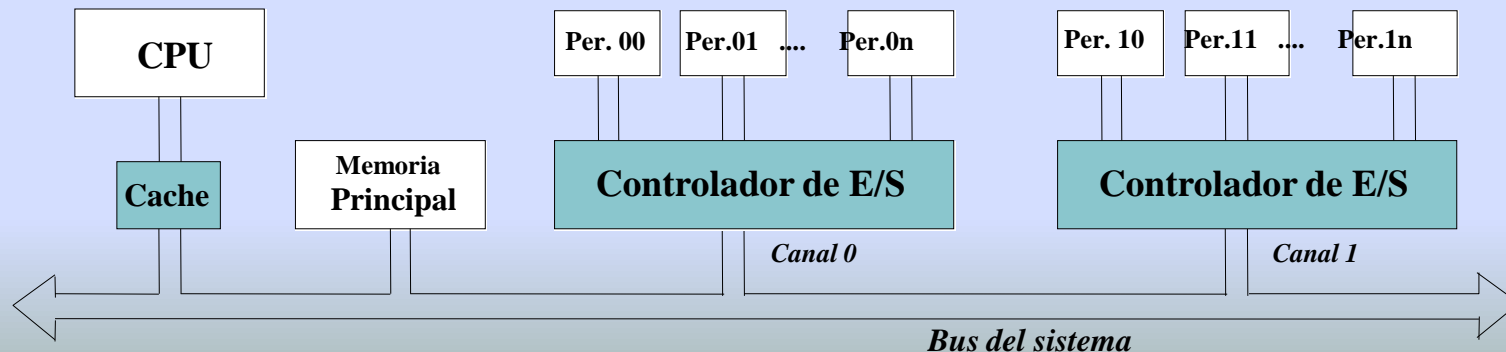 CPU
Cache
Memoria
Principal
Per. 00
Per.01
....
Per.0n
Controlador de E/S
Canal 0
Per. 10
Per.11
....
Per.1n
Controlador de E/S
Canal 1
Bus del sistema